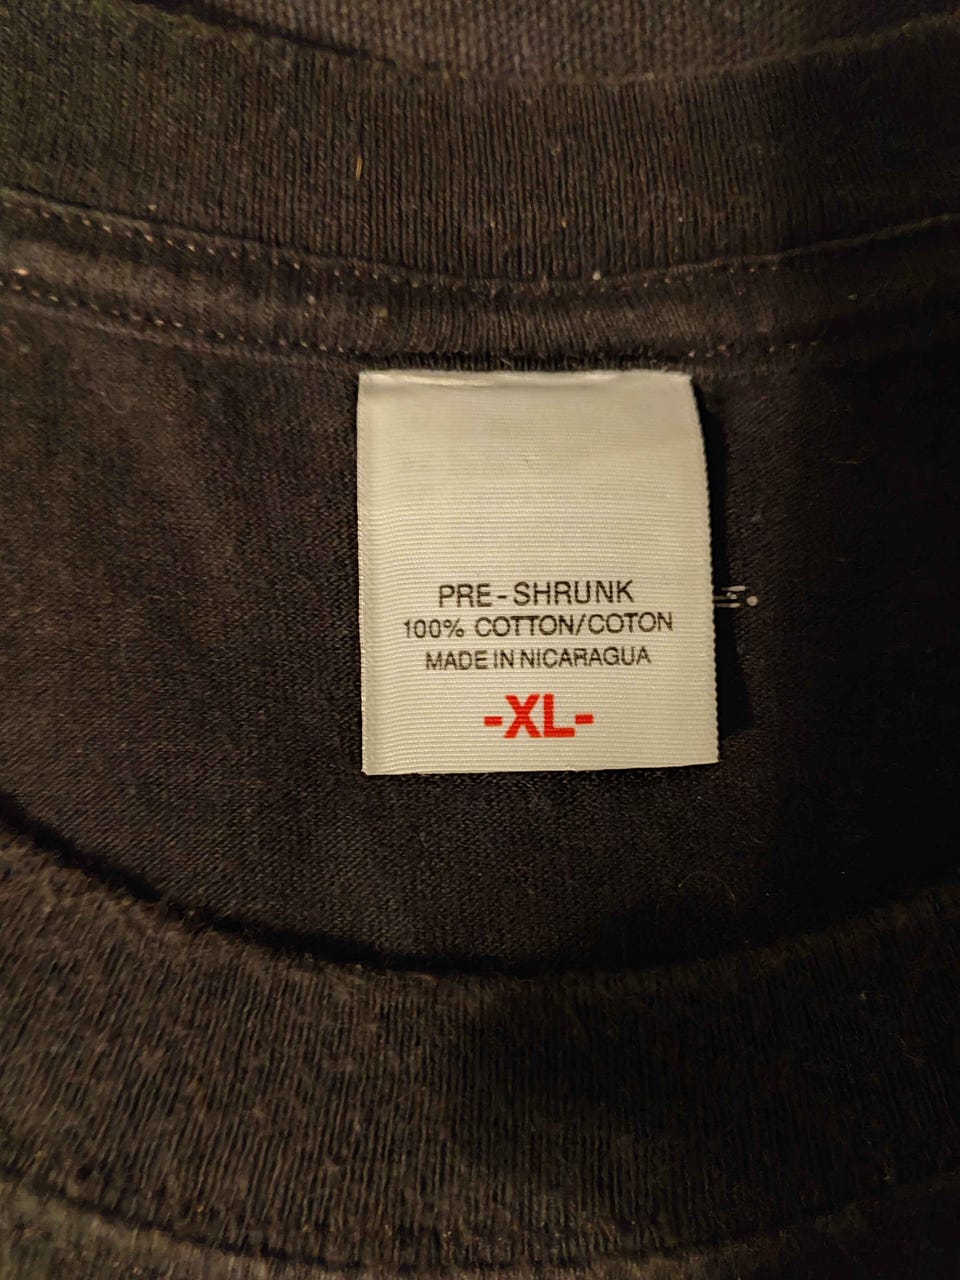 PRE-SHRUNK
100% COTTON/COTON
MADE IN NICARAGUA
-XL-